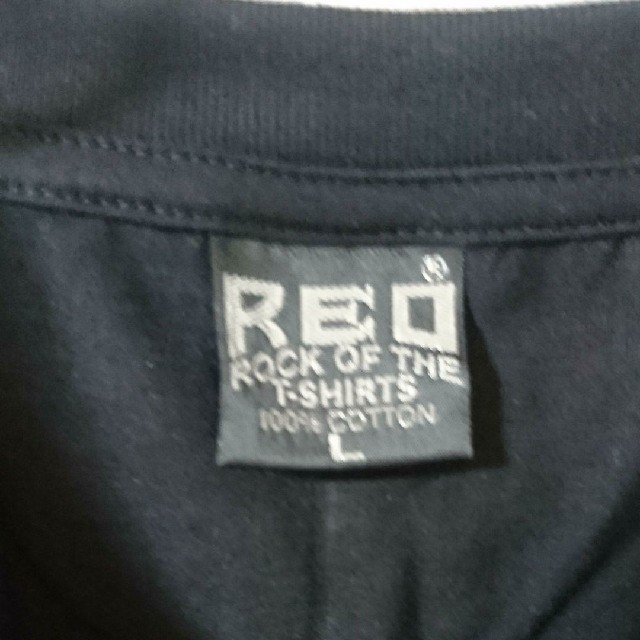 ®
REO
ROCK OF THE
T-SHIRTS
100% COTTON
L